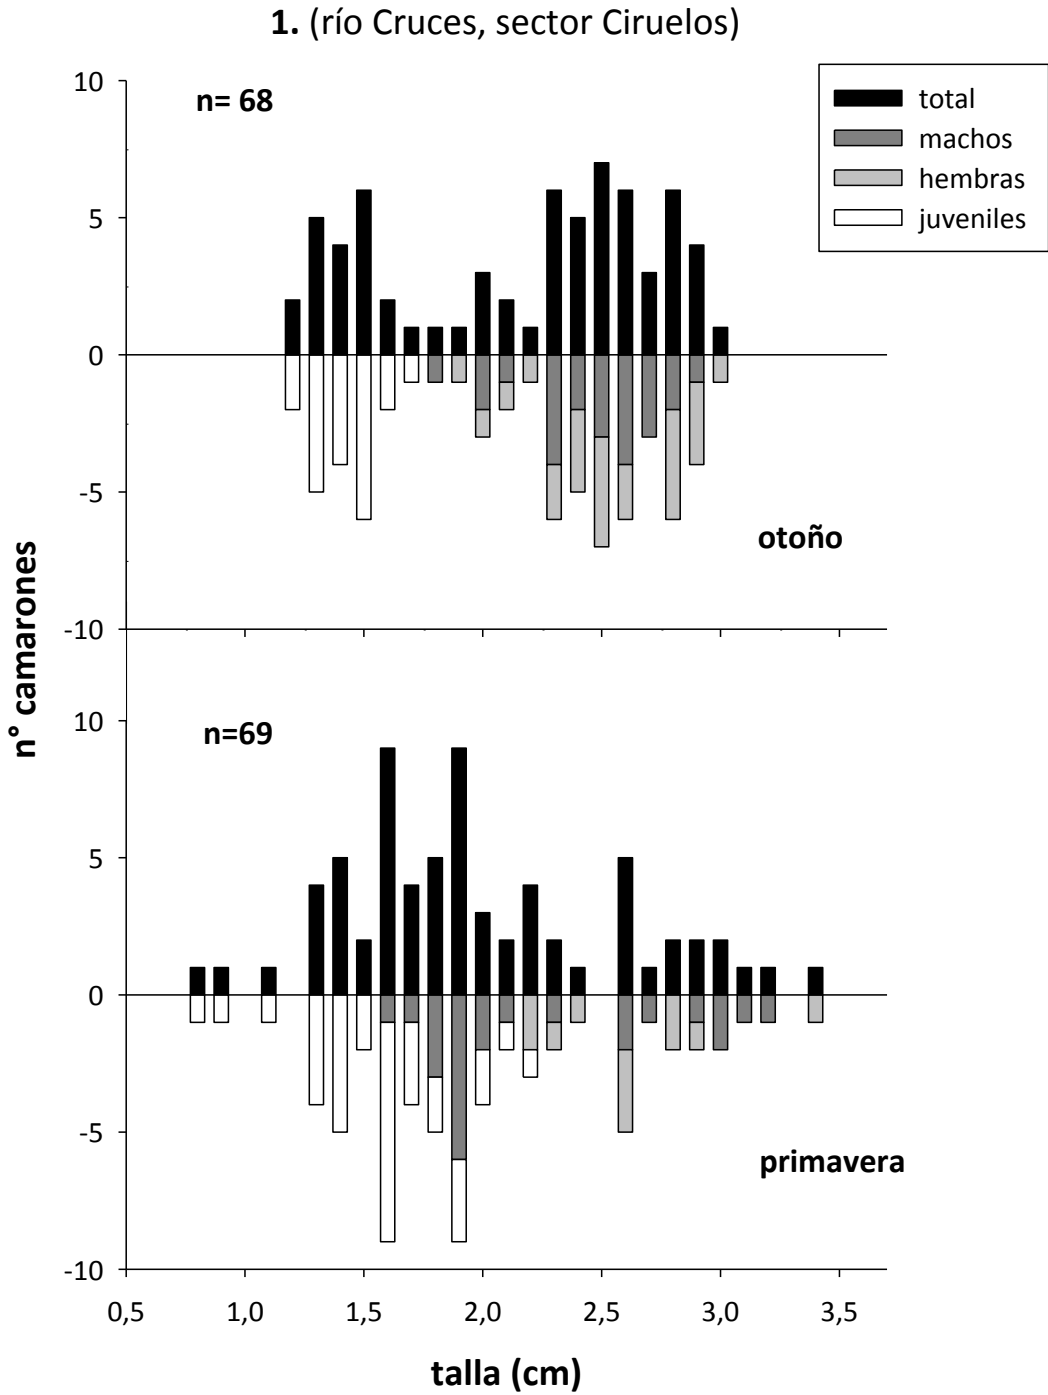 1. (río Cruces, sector Ciruelos)
n= 68
total
machos
hembras
juveniles
10
5
0
-5
-10
otoño
n° camarones
n=69
10
5
0
-5
-10
primavera
0,5 1,0 1,5 2,0 2,5 3,0 3,5
talla (cm)